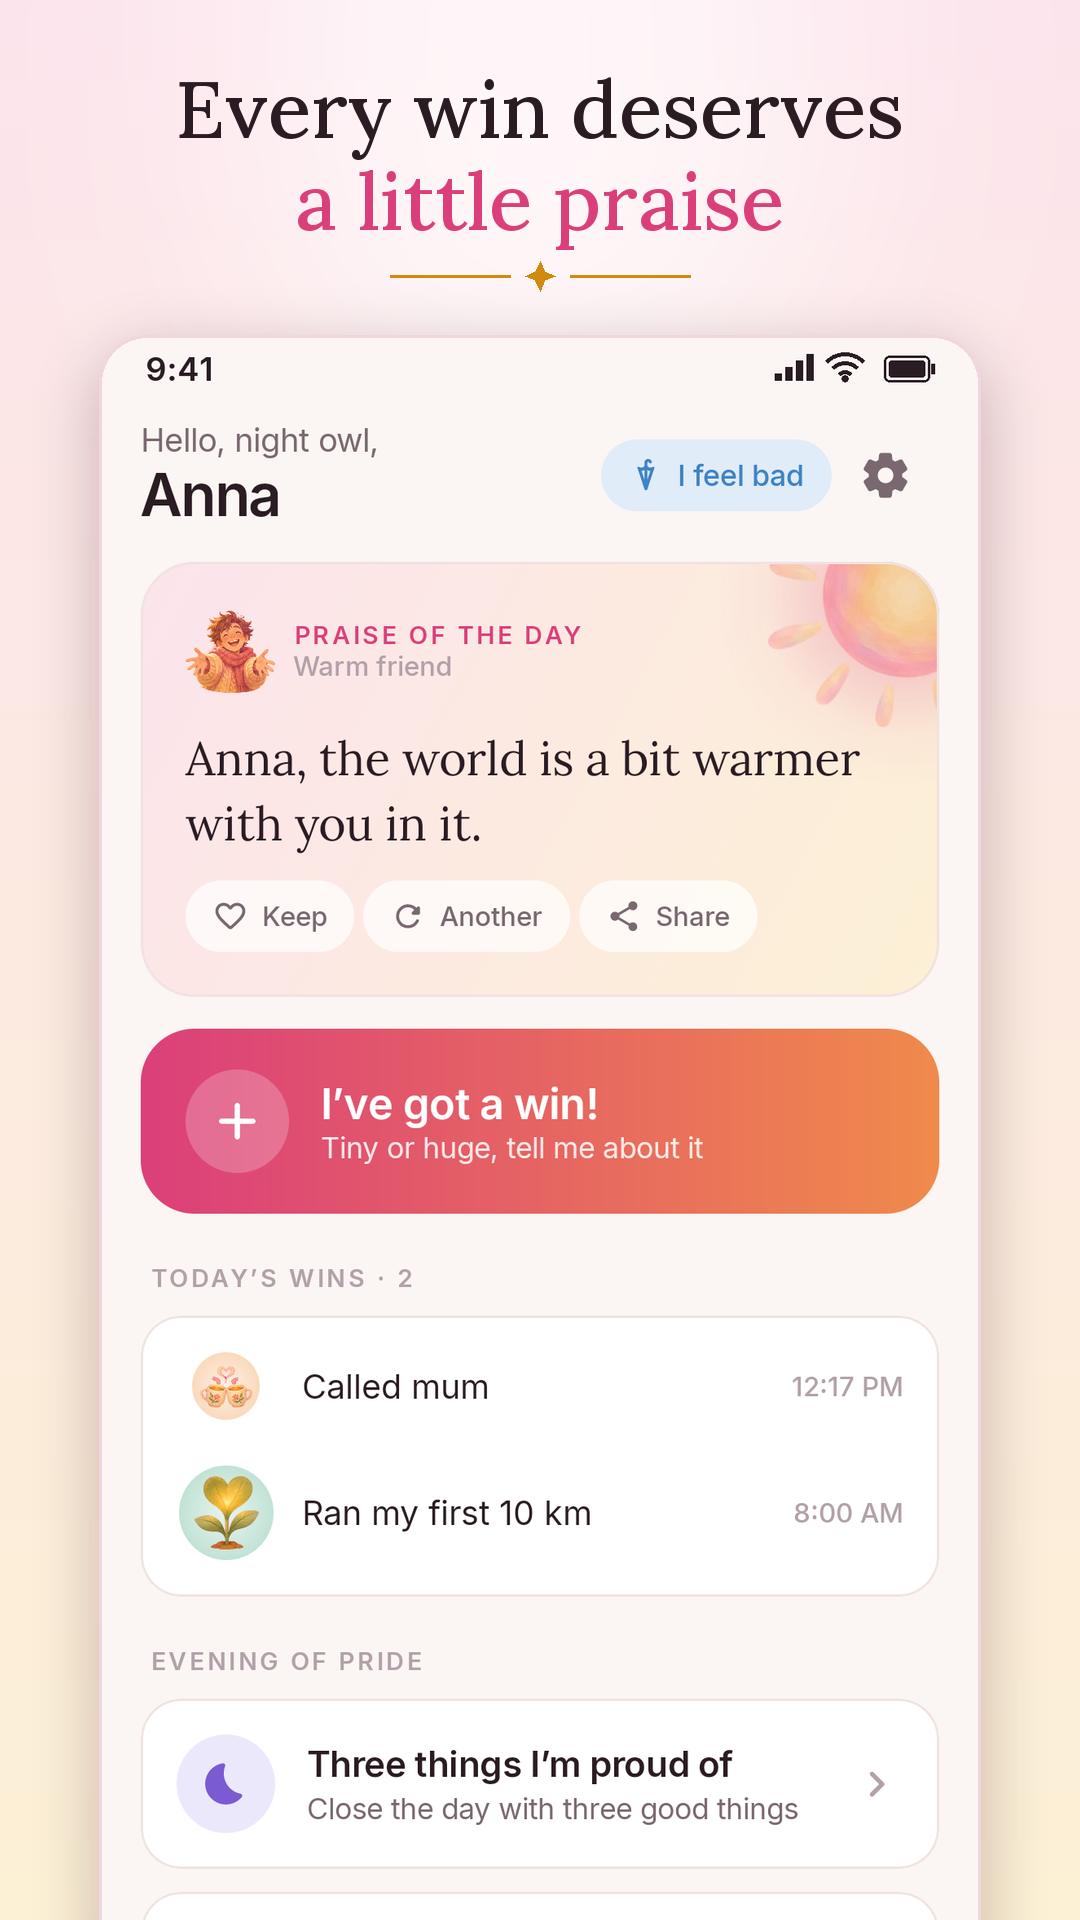 Every win deserves
a little praise
9:41
Hello, night owl,
Anna
I feel bad
PRAISE OF THE DAY
Warm friend
Anna, the world is a bit warmer
with you in it.
Keep
Another
Share
I’ve got a win!
Tiny or huge, tell me about it
TODAY’S WINS · 2
Called mum
12:17 PM
Ran my first 10 km
8:00 AM
EVENING OF PRIDE
Three things I’m proud of
Close the day with three good things